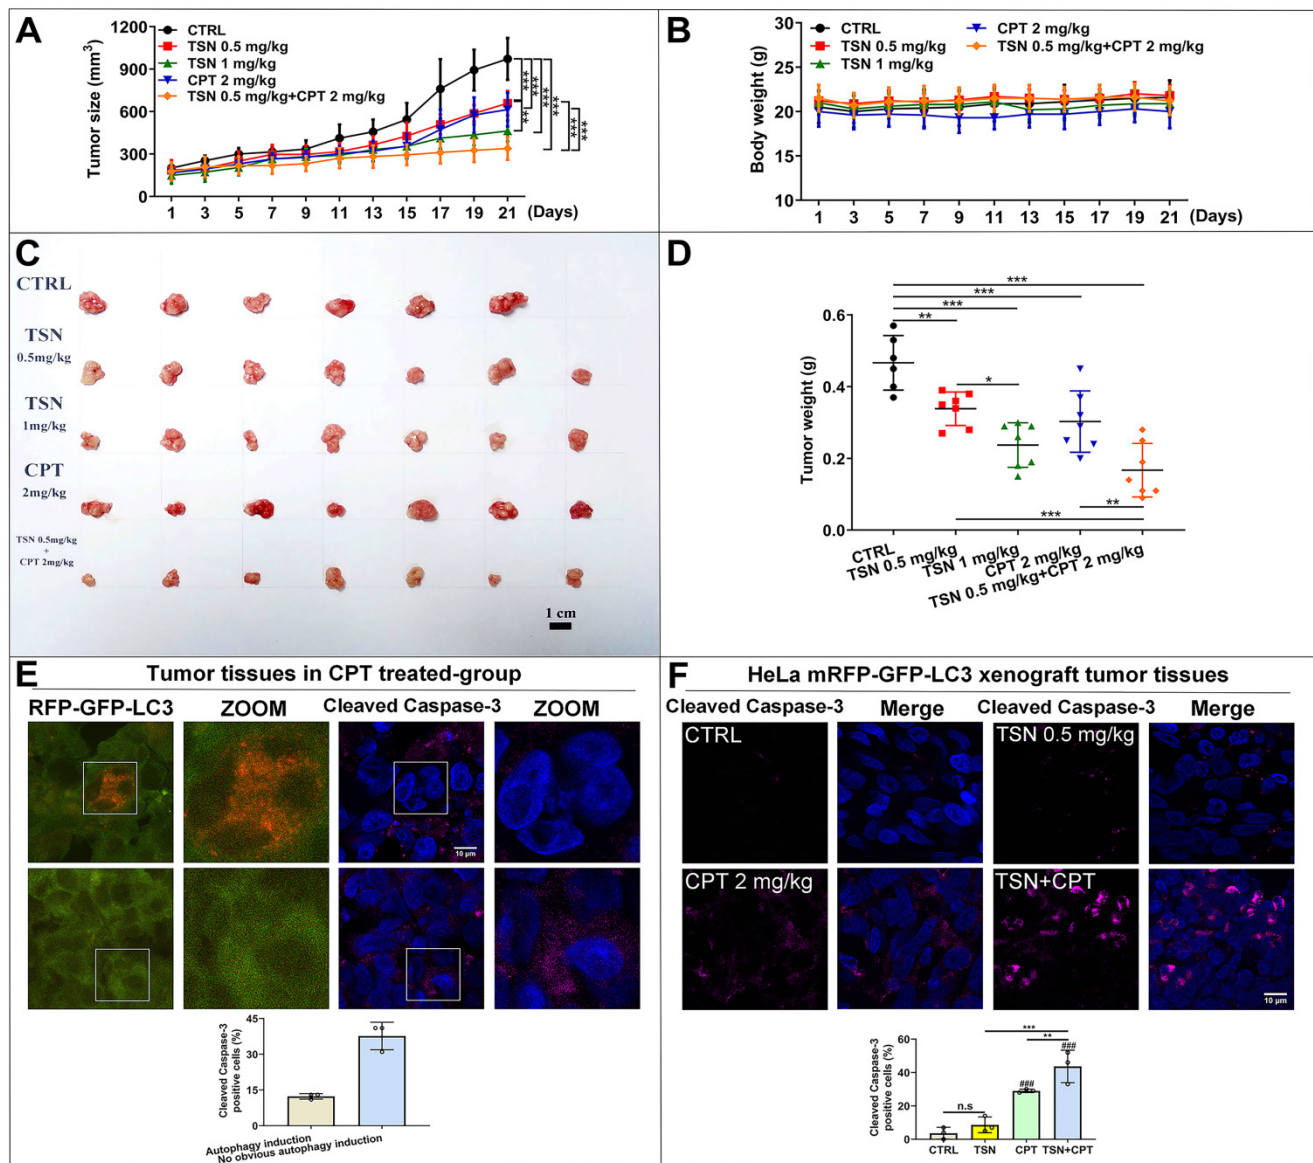 A
Tumor size (mm³)
1200
900
600
300
0
CTRL
TSN 0.5 mg/kg
TSN 1 mg/kg
CPT 2 mg/kg
TSN 0.5 mg/kg+CPT 2 mg/kg
***
***
***
**
***
***
1 3 5 7 9 11 13 15 17 19 21 (Days)
B
Body weight (g)
30
25
20
15
10
CTRL
TSN 0.5 mg/kg
TSN 1 mg/kg
CPT 2 mg/kg
TSN 0.5 mg/kg+CPT 2 mg/kg
1 3 5 7 9 11 13 15 17 19 21 (Days)
C
CTRL
TSN
0.5mg/kg
TSN
1mg/kg
CPT
2mg/kg
TSN 0.5mg/kg
+
CPT 2mg/kg
1 cm
D
Tumor weight (g)
0.6
0.4
0.2
0.0
***
***
***
**
*
**
***
CTRL
TSN 0.5 mg/kg
TSN 1 mg/kg
CPT 2 mg/kg
TSN 0.5 mg/kg+CPT 2 mg/kg
E
Tumor tissues in CPT treated-group
RFP-GFP-LC3 ZOOM Cleaved Caspase-3 ZOOM
10 µm
Cleaved Caspase-3
positive cells (%)
45
30
15
0
Autophagy induction
No obvious autophagy induction
F
HeLa mRFP-GFP-LC3 xenograft tumor tissues
Cleaved Caspase-3 Merge Cleaved Caspase-3 Merge
CTRL TSN 0.5 mg/kg
CPT 2 mg/kg TSN+CPT
10 µm
Cleaved Caspase-3
positive cells (%)
60
40
20
0
***
**
###
###
n.s
CTRL TSN CPT TSN+CPT